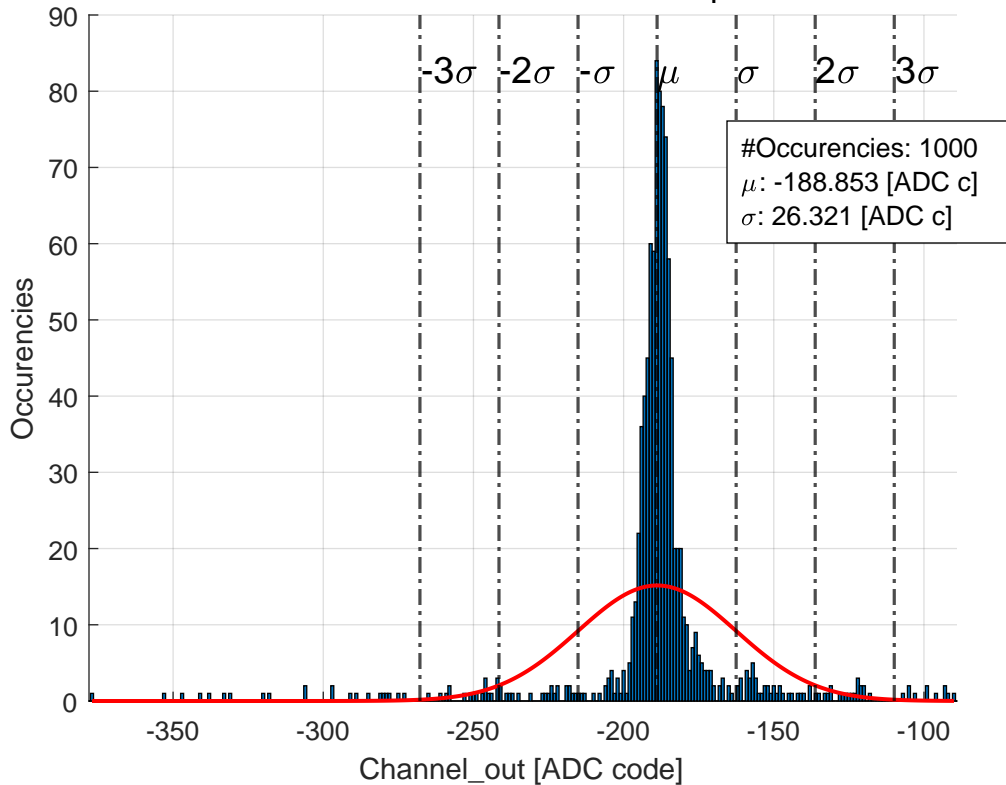 90
80
70
60
50
40
30
20
10
0
Occurencies
-3σ -2σ -σ μ σ 2σ 3σ
#Occurencies: 1000
μ: -188.853 [ADC c]
σ: 26.321 [ADC c]
-350 -300 -250 -200 -150 -100
Channel_out [ADC code]